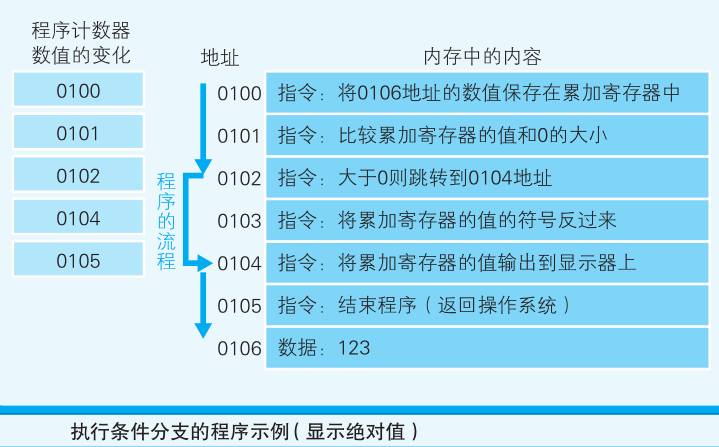 程序计数器
数值的变化
0100
0101
0102
0104
0105
程序的流程
地址
内存中的内容
0100 指令：将0106地址的数值保存在累加寄存器中
0101 指令：比较累加寄存器的值和0的大小
0102 指令：大于0则跳转到0104地址
0103 指令：将累加寄存器的值的符号反过来
0104 指令：将累加寄存器的值输出到显示器上
0105 指令：结束程序（返回操作系统）
0106 数据：123
执行条件分支的程序示例（显示绝对值）